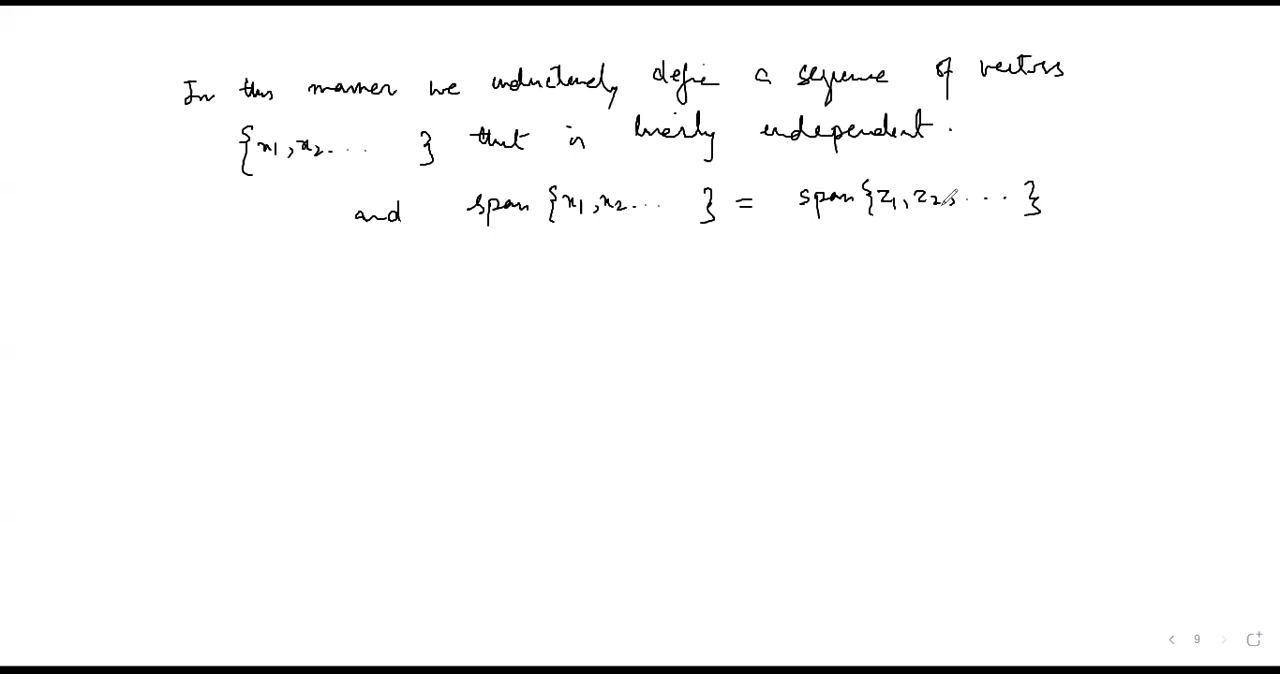 In this manner we inductively define a sequence of vectors
{x1, x2 ... } that is linearly independent.
and span {x1, x2 ... } = span {z1, z2, ... }
9